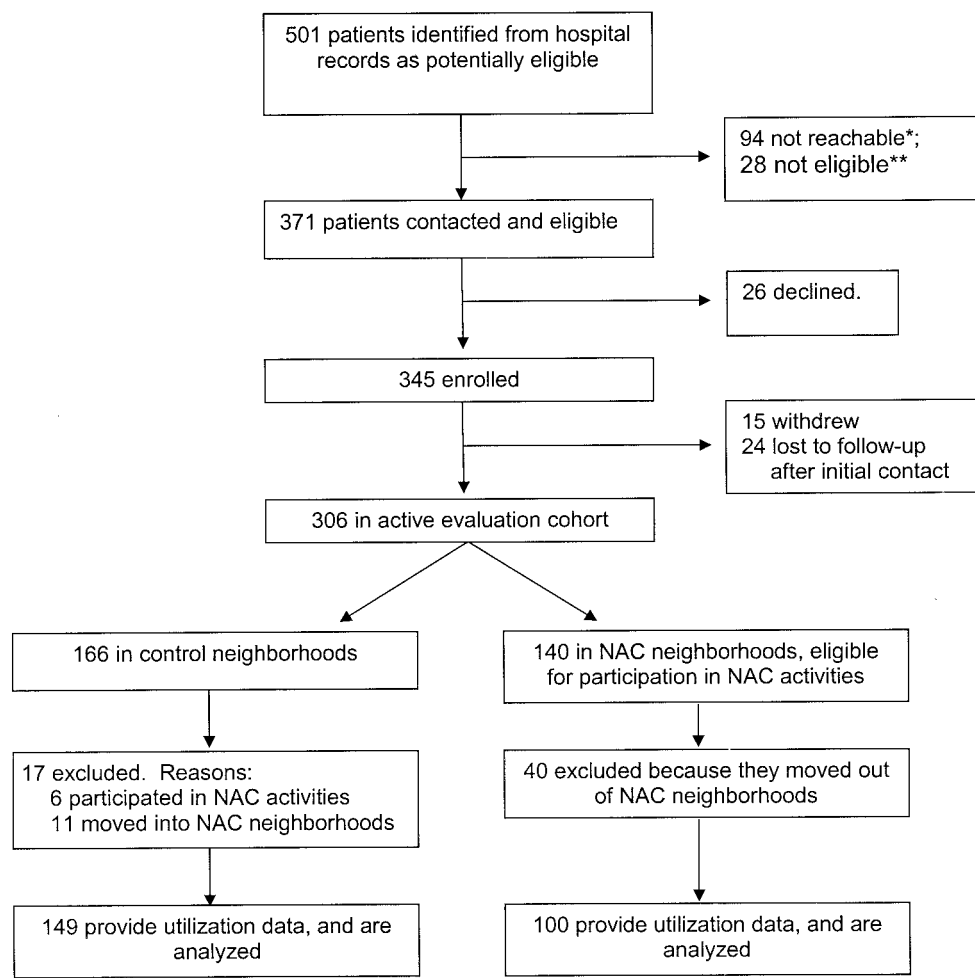 501 patients identified from hospital
records as potentially eligible
94 not reachable*;
28 not eligible**
371 patients contacted and eligible
26 declined.
345 enrolled
15 withdrew
24 lost to follow-up
after initial contact
306 in active evaluation cohort
166 in control neighborhoods
140 in NAC neighborhoods, eligible
for participation in NAC activities
17 excluded. Reasons:
6 participated in NAC activities
11 moved into NAC neighborhoods
40 excluded because they moved out
of NAC neighborhoods
149 provide utilization data, and are
analyzed
100 provide utilization data, and are
analyzed